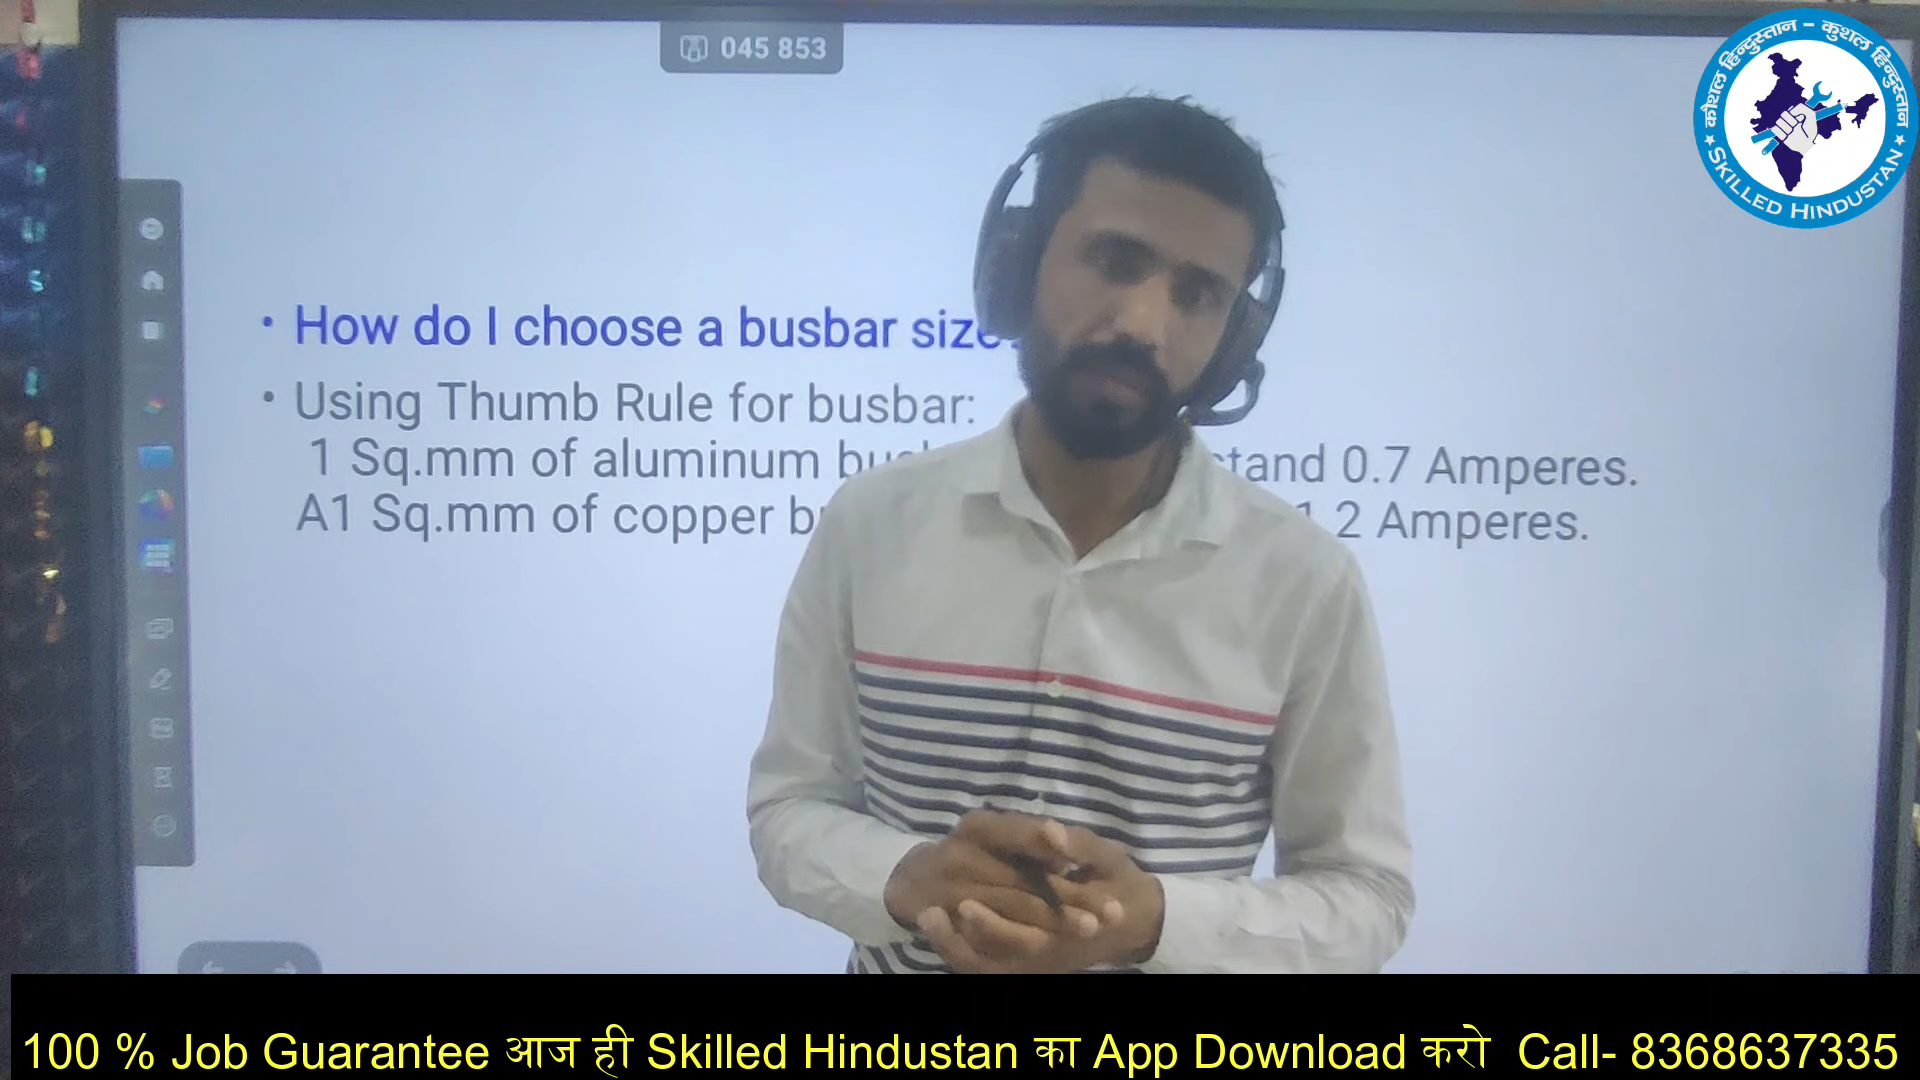 045 853
कौशल हिन्दुस्तान – कुशल हिन्दुस्तान
SKILLED HINDUSTAN
• How do I choose a busbar size
• Using Thumb Rule for busbar:
1 Sq.mm of aluminum 0.7 Amperes.
A1 Sq.mm of copper 1.2 Amperes.
100 % Job Guarantee आज ही Skilled Hindustan का App Download करो Call- 8368637335